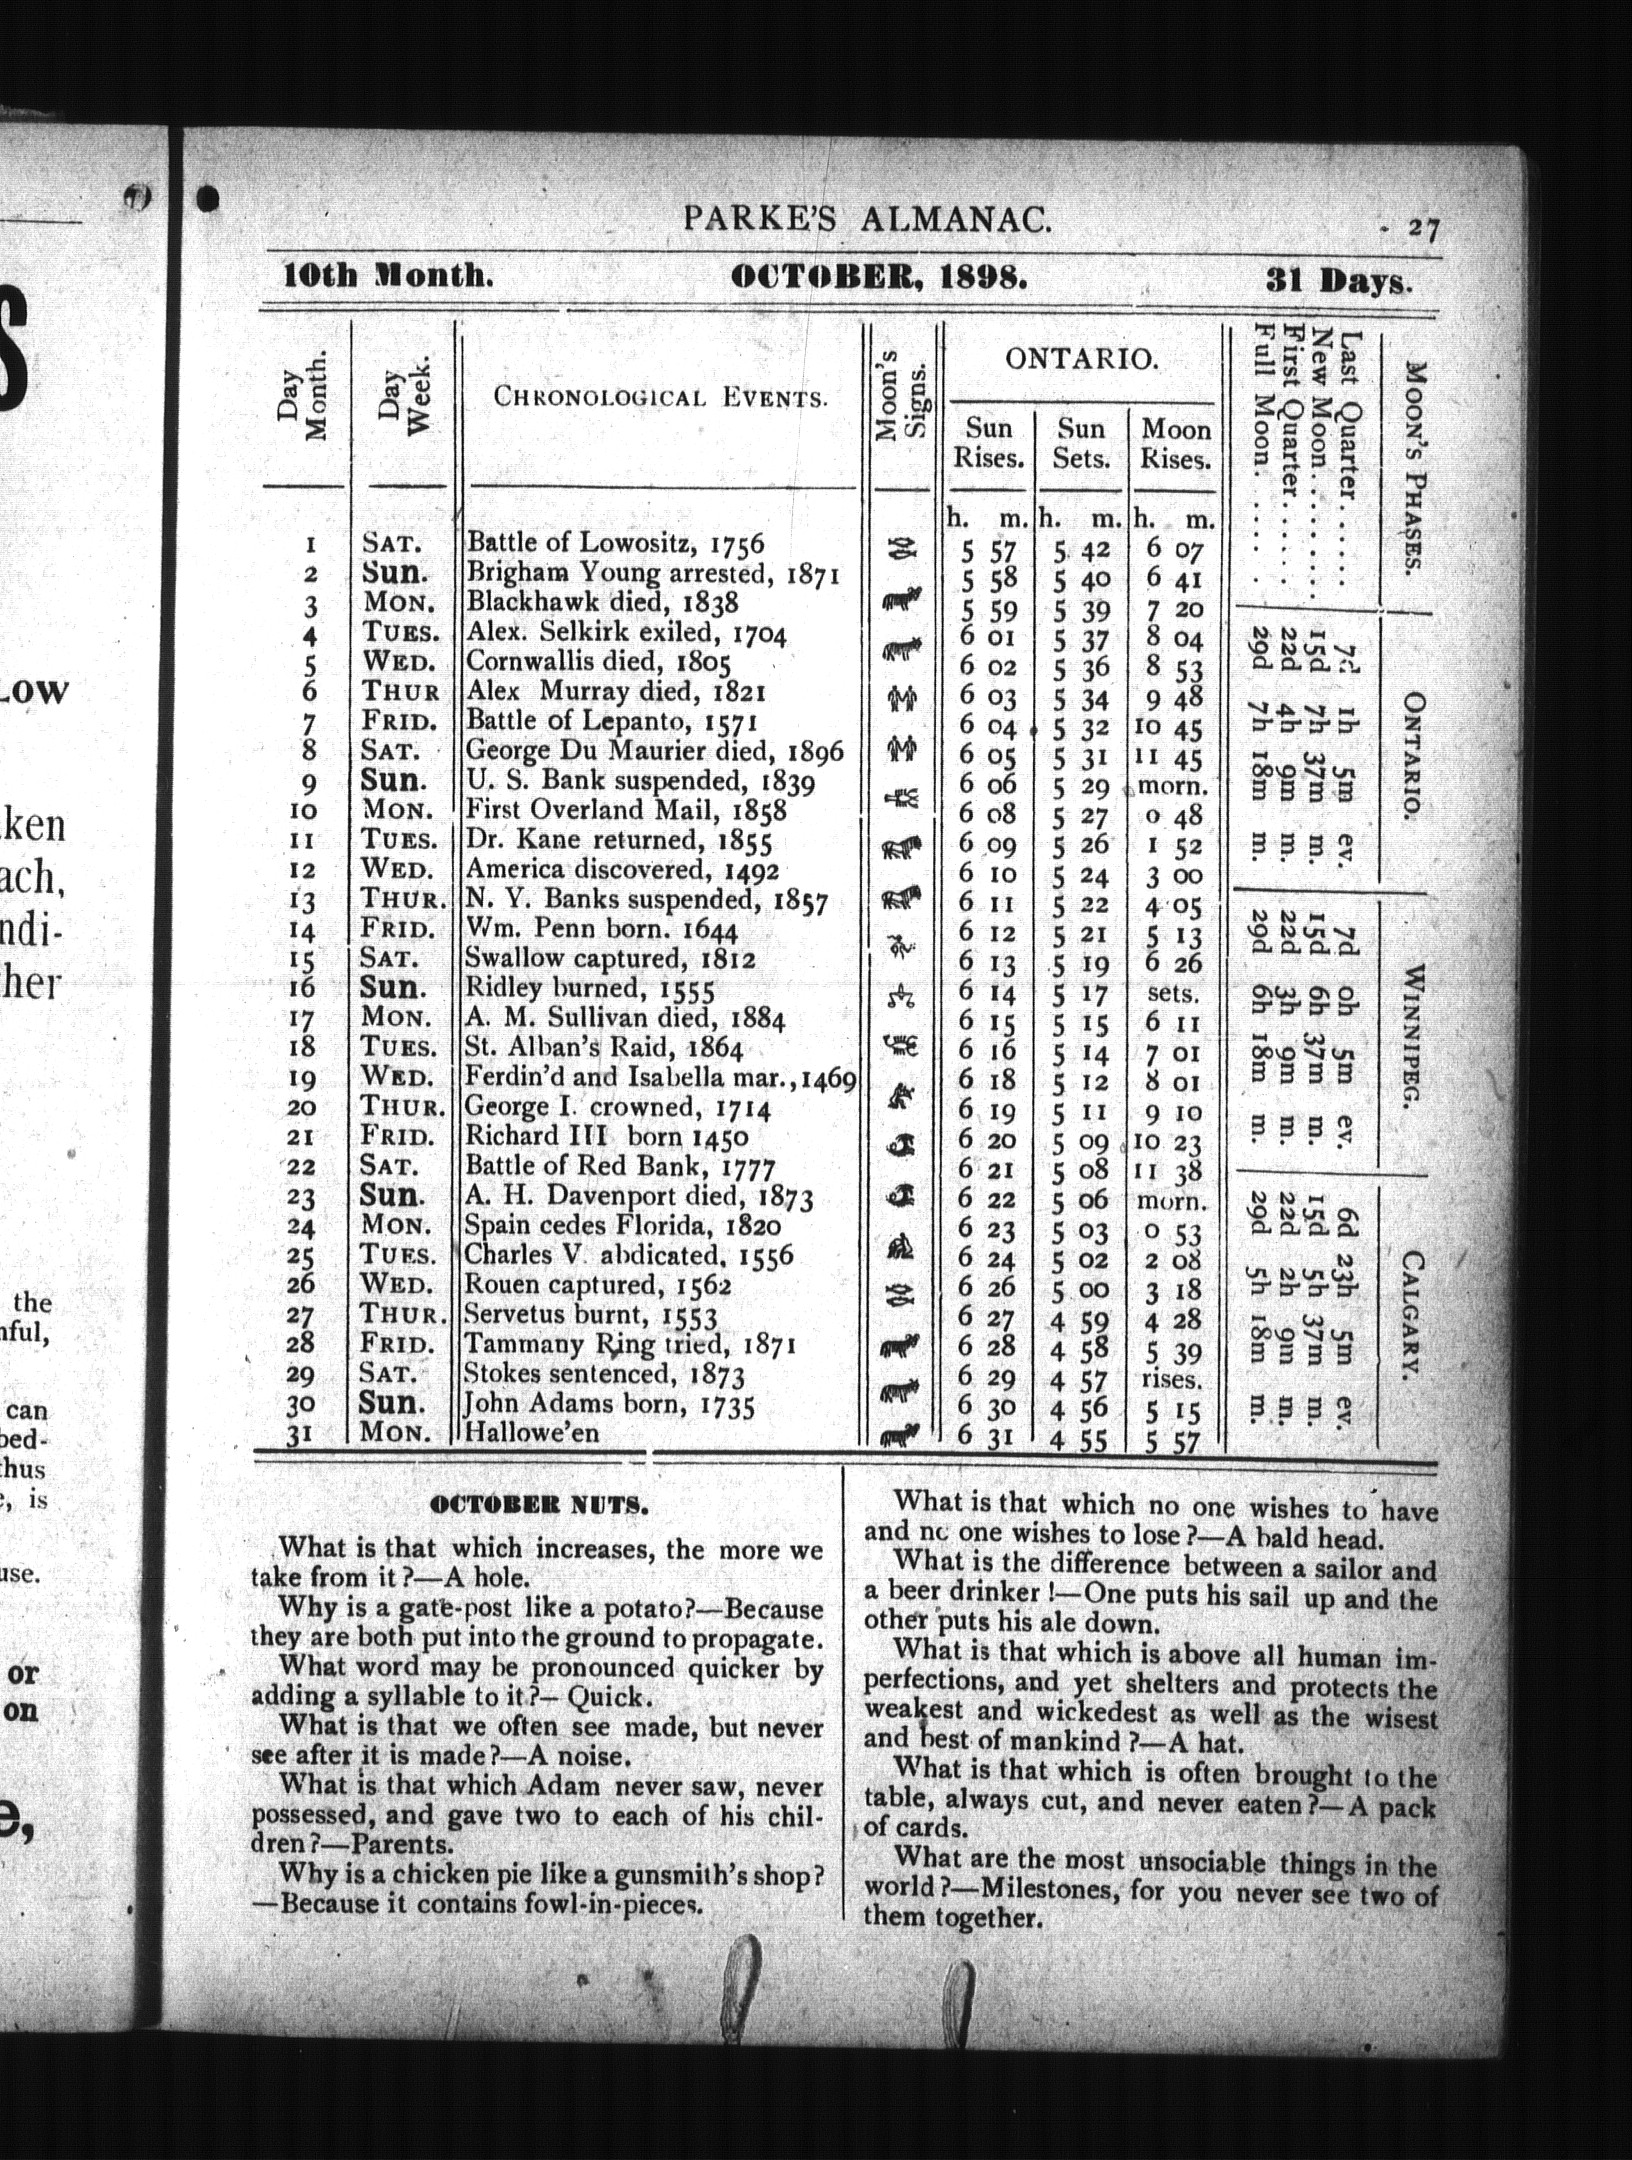 the
can
thus
is
or
on
PARKE'S ALMANAC. 27
10th Month. OCTOBER, 1898. 31 Days.
Day Month. Day Week. CHRONOLOGICAL EVENTS. Moon's Signs. ONTARIO.
Sun Rises. Sun Sets. Moon Rises.
h. m. h. m. h. m.
1 SAT. Battle of Lowositz, 1756 5 57 5 42 6 07
2 Sun. Brigham Young arrested, 1871 5 58 5 40 6 41
3 MON. Blackhawk died, 1838 5 59 5 39 7 20
4 TUES. Alex. Selkirk exiled, 1704 6 01 5 37 8 04
5 WED. Cornwallis died, 1805 6 02 5 36 8 53
6 THUR Alex Murray died, 1821 6 03 5 34 9 48
7 FRID. Battle of Lepanto, 1571 6 04 5 32 10 45
8 SAT. George Du Maurier died, 1896 6 05 5 31 11 45
9 Sun. U. S. Bank suspended, 1839 6 06 5 29 morn.
10 MON. First Overland Mail, 1858 6 08 5 27 0 48
11 TUES. Dr. Kane returned, 1855 6 09 5 26 1 52
12 WED. America discovered, 1492 6 10 5 24 3 00
13 THUR. N. Y. Banks suspended, 1857 6 11 5 22 4 05
14 FRID. Wm. Penn born. 1644 6 12 5 21 5 13
15 SAT. Swallow captured, 1812 6 13 5 19 6 26
16 Sun. Ridley burned, 1555 6 14 5 17 sets.
17 MON. A. M. Sullivan died, 1884 6 15 5 15 6 11
18 TUES. St. Alban's Raid, 1864 6 16 5 14 7 01
19 WED. Ferdin'd and Isabella mar., 1469 6 18 5 12 8 01
20 THUR. George I. crowned, 1714 6 19 5 11 9 10
21 FRID. Richard III born 1450 6 20 5 09 10 23
22 SAT. Battle of Red Bank, 1777 6 21 5 08 11 38
23 Sun. A. H. Davenport died, 1873 6 22 5 06 morn.
24 MON. Spain cedes Florida, 1820 6 23 5 03 0 53
25 TUES. Charles V. abdicated, 1556 6 24 5 02 2 08
26 WED. Rouen captured, 1562 6 26 5 00 3 18
27 THUR. Servetus burnt, 1553 6 27 4 59 4 28
28 FRID. Tammany Ring tried, 1871 6 28 4 58 5 39
29 SAT. Stokes sentenced, 1873 6 29 4 57 rises.
30 Sun. John Adams born, 1735 6 30 4 56 5 15
31 MON. Hallowe'en 6 31 4 55 5 57
MOON'S PHASES. ONTARIO. WINNIPEG. CALGARY.
Last Quarter...... 7d 1h 5m ev. 7d 0h 5m ev. 6d 23h 5m ev.
New Moon........ 15d 7h 37m m. 15d 6h 37m m. 15d 5h 37m m.
First Quarter...... 22d 4h 9m m. 22d 3h 9m m. 22d 2h 9m m.
Full Moon...... 29d 7h 18m m. 29d 6h 18m m. 29d 5h 18m m.
OCTOBER NUTS.
What is that which increases, the more we
take from it?—A hole.
Why is a gate-post like a potato?—Because
they are both put into the ground to propagate.
What word may be pronounced quicker by
adding a syllable to it?—Quick.
What is that we often see made, but never
see after it is made?—A noise.
What is that which Adam never saw, never
possessed, and gave two to each of his chil-
dren?—Parents.
Why is a chicken pie like a gunsmith's shop?
—Because it contains fowl-in-pieces.
What is that which no one wishes to have
and no one wishes to lose?—A bald head.
What is the difference between a sailor and
a beer drinker!—One puts his sail up and the
other puts his ale down.
What is that which is above all human im-
perfections, and yet shelters and protects the
weakest and wickedest as well as the wisest
and best of mankind?—A hat.
What is that which is often brought to the
table, always cut, and never eaten?—A pack
of cards.
What are the most unsociable things in the
world?—Milestones, for you never see two of
them together.